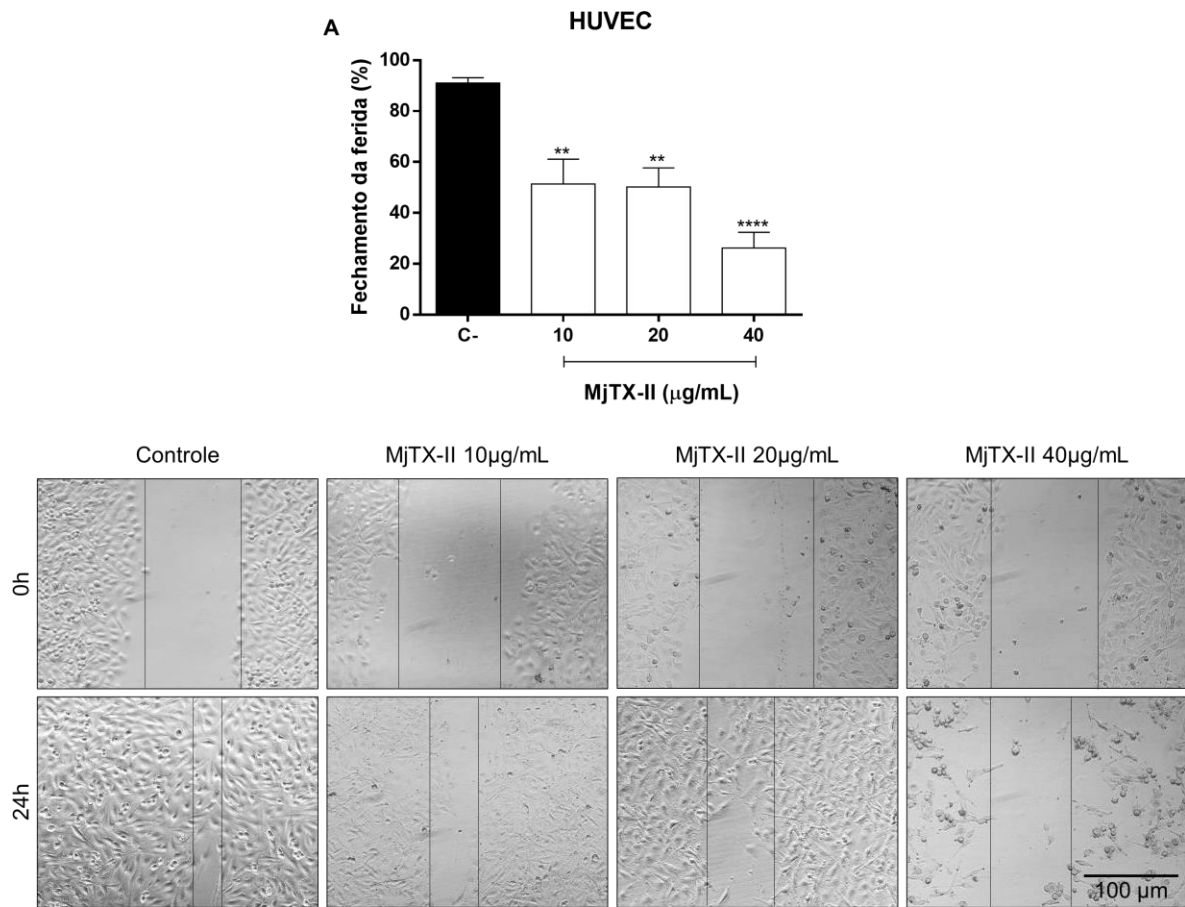 A
HUVEC
Fechamento da ferida (%)
100
80
60
40
20
0
**
**
****
C-
10
20
40
MjTX-II (μg/mL)
Controle
MjTX-II 10μg/mL
MjTX-II 20μg/mL
MjTX-II 40μg/mL
0h
24h
100 μm